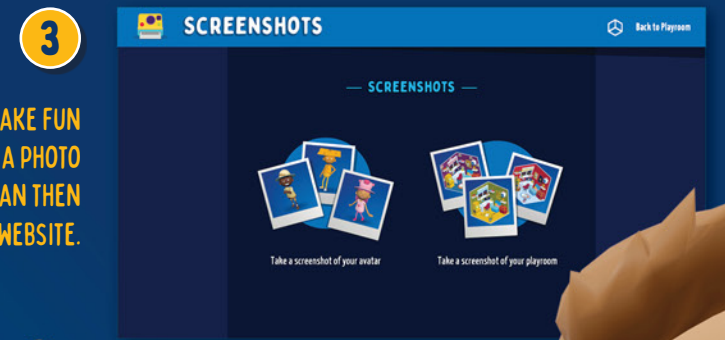 3
AKE FUN
A PHOTO
AN THEN
WEBSITE.
SCREENSHOTS
Back to Playroom
— SCREENSHOTS —
Take a screenshot of your avatar
Take a screenshot of your playroom